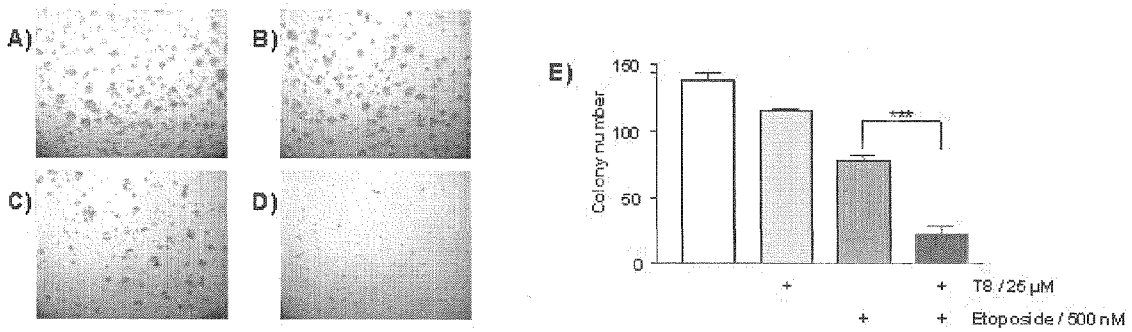 A)
B)
C)
D)
E)
Colony number
150
100
50
0
***
+ + T8 / 25 µM
+ + Etoposide / 500 nM